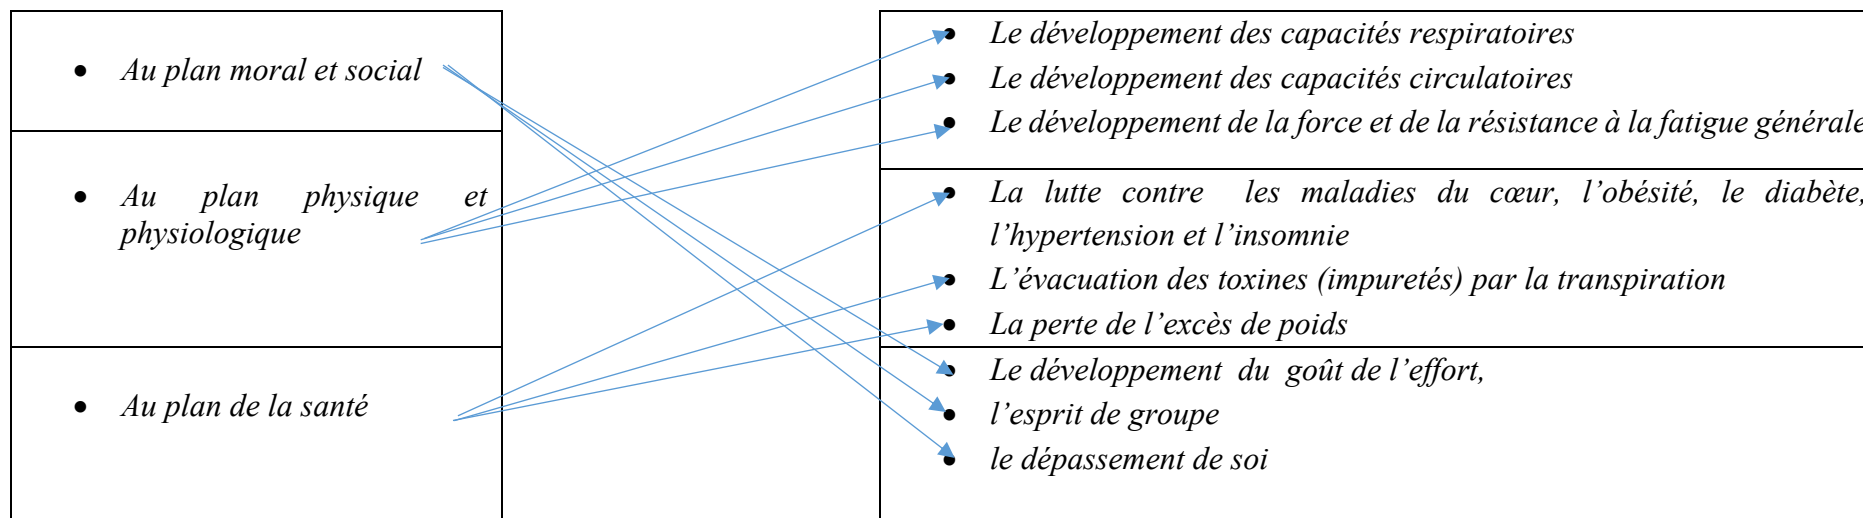 • Au plan moral et social
• Au plan physique et
physiologique
• Au plan de la santé
• Le développement des capacités respiratoires
• Le développement des capacités circulatoires
• Le développement de la force et de la résistance à la fatigue générale
• La lutte contre les maladies du cœur, l’obésité, le diabète,
l’hypertension et l’insomnie
• L’évacuation des toxines (impuretés) par la transpiration
• La perte de l’excès de poids
• Le développement du goût de l’effort,
• l’esprit de groupe
• le dépassement de soi